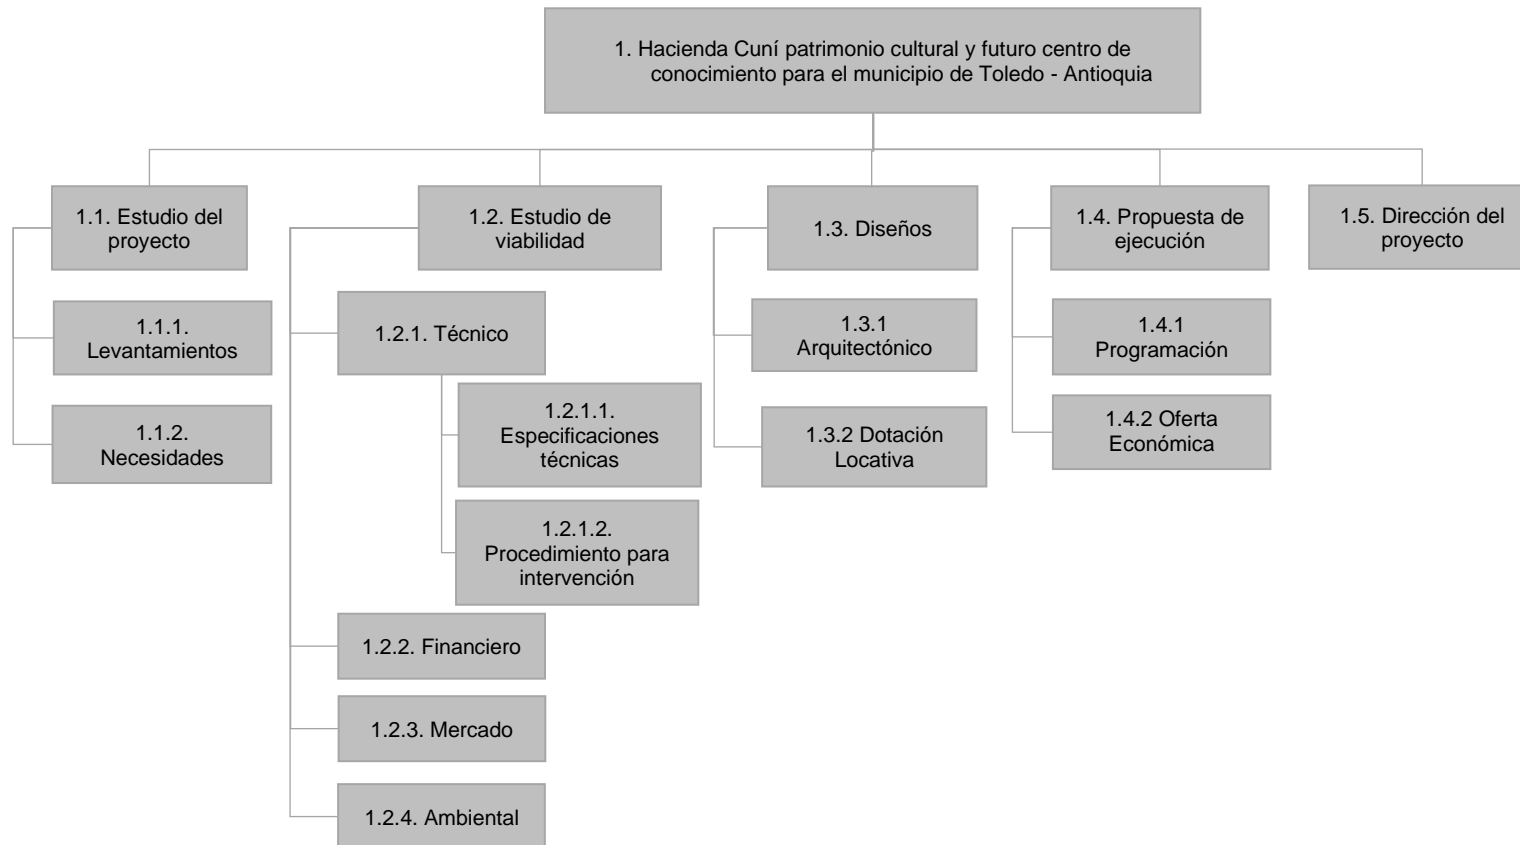 1. Hacienda Cuní patrimonio cultural y futuro centro de
conocimiento para el municipio de Toledo - Antioquia
1.1. Estudio del
proyecto
1.1.1.
Levantamientos
1.1.2.
Necesidades
1.2. Estudio de
viabilidad
1.2.1. Técnico
1.2.1.1.
Especificaciones
técnicas
1.2.1.2.
Procedimiento para
intervención
1.2.2. Financiero
1.2.3. Mercado
1.2.4. Ambiental
1.3. Diseños
1.3.1
Arquitectónico
1.3.2 Dotación
Locativa
1.4. Propuesta de
ejecución
1.4.1
Programación
1.4.2 Oferta
Económica
1.5. Dirección del
proyecto